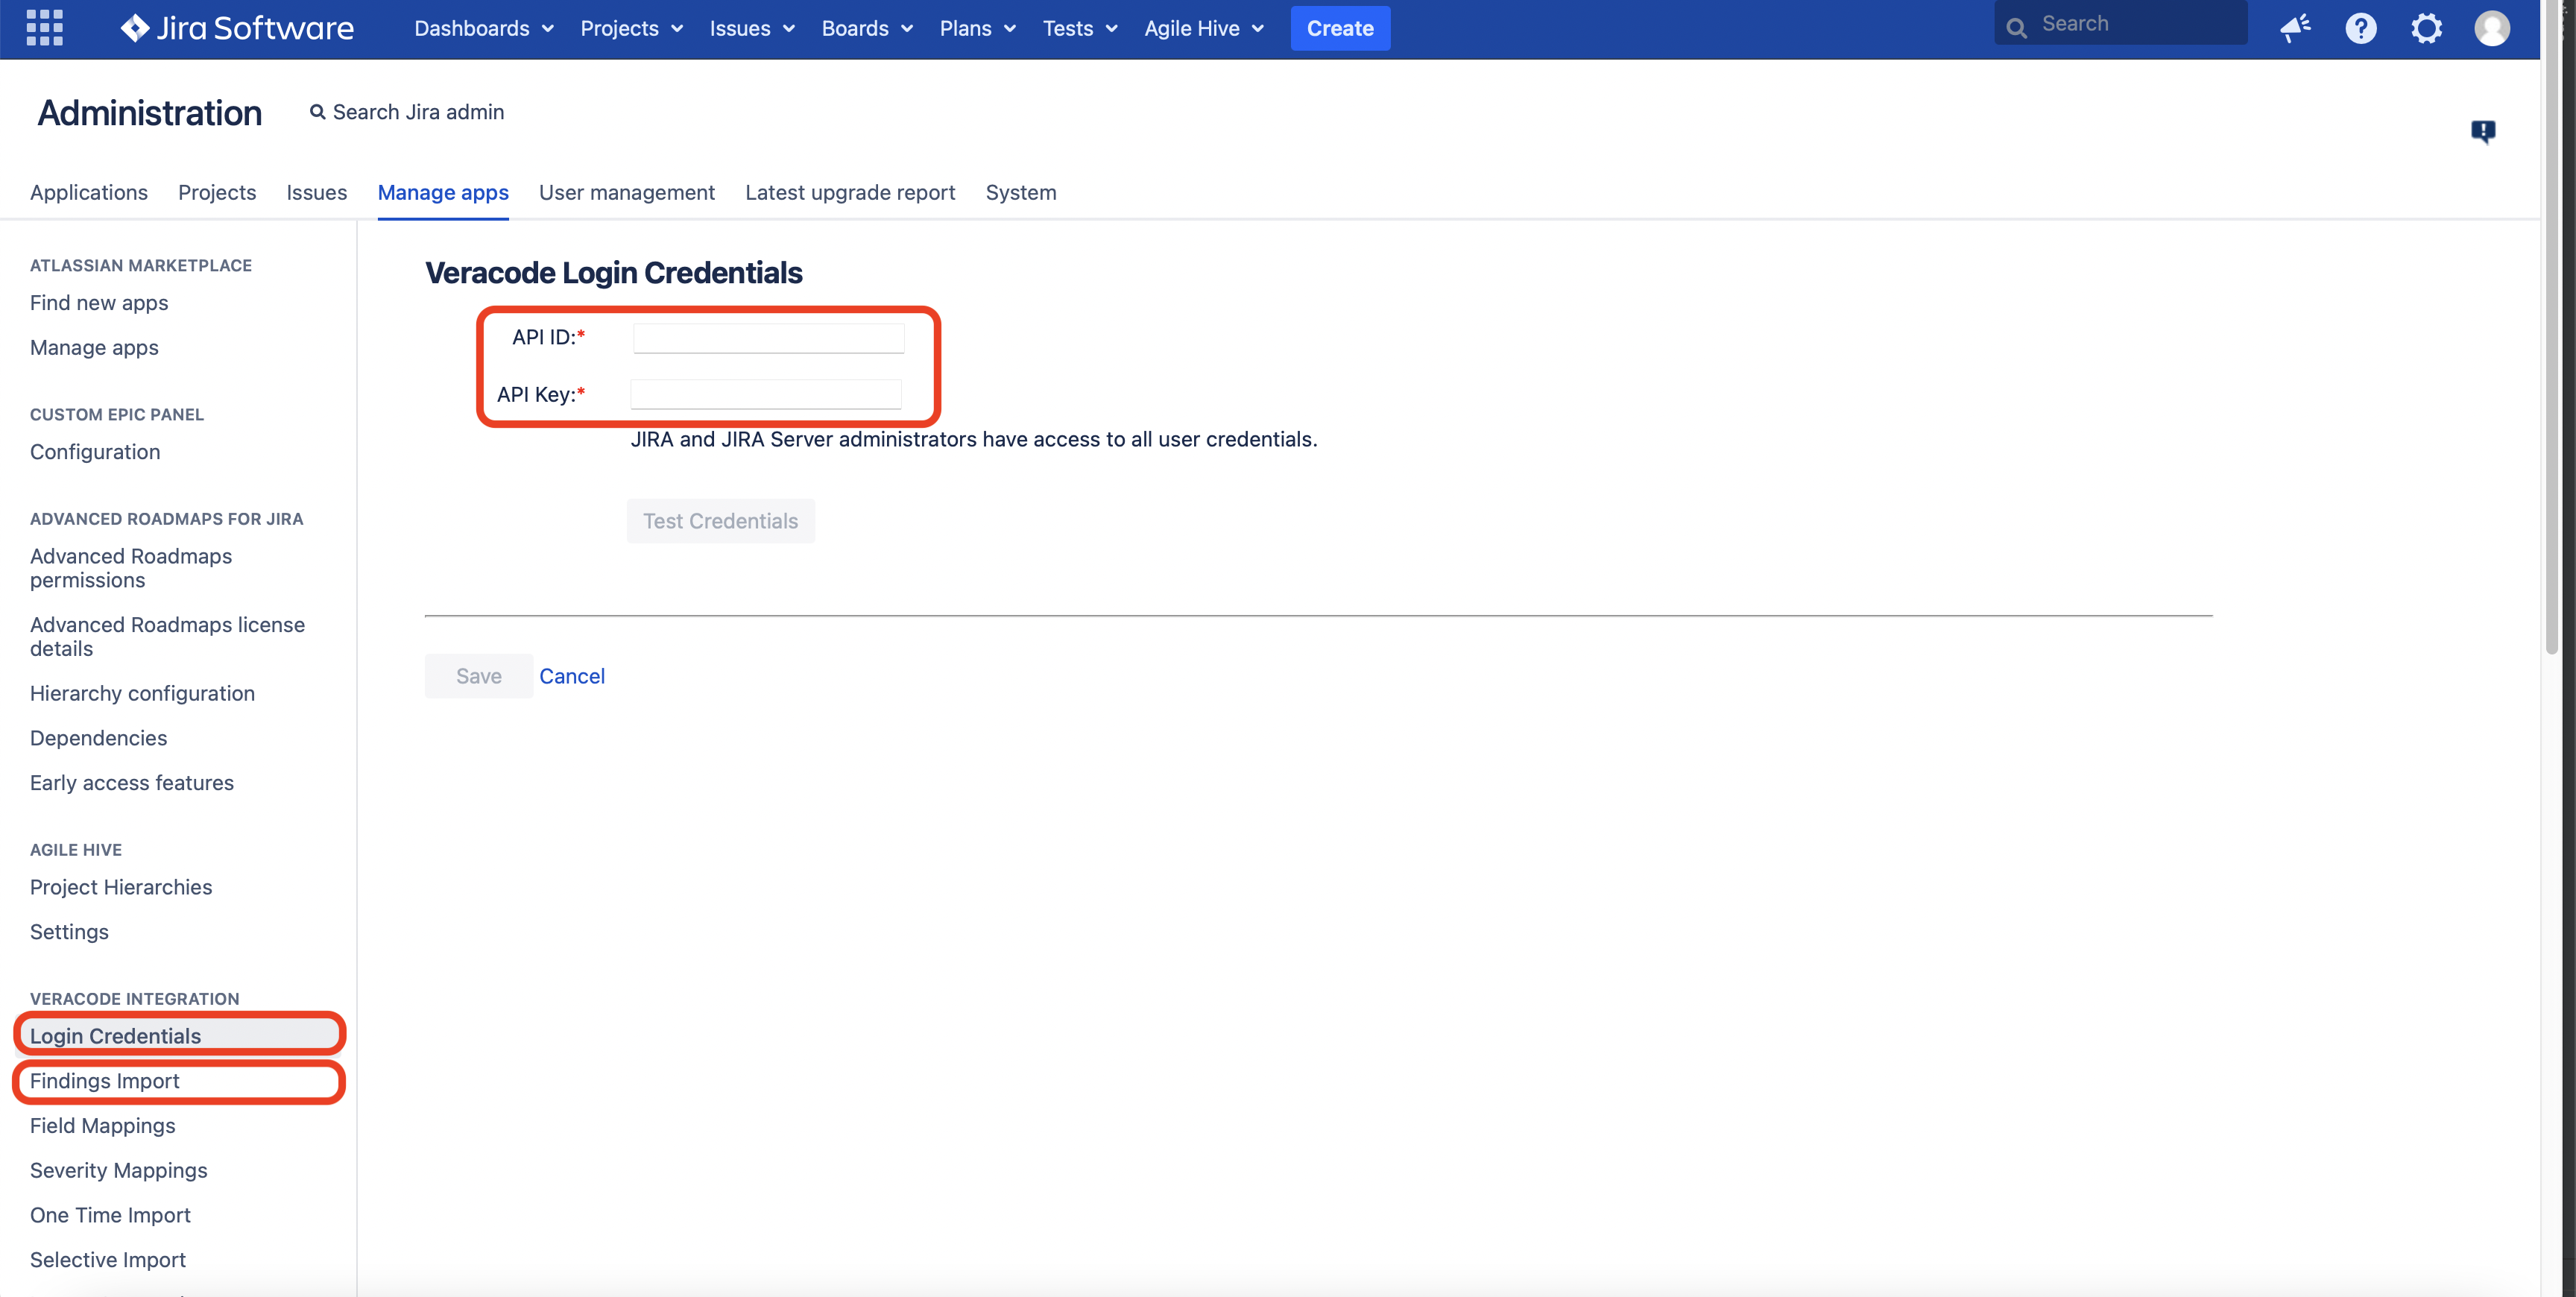 Jira Software
Dashboards Projects Issues Boards Plans Tests Agile Hive Create Search
Administration
Search Jira admin
Applications Projects Issues Manage apps User management Latest upgrade report System
ATLASSIAN MARKETPLACE
Find new apps
Manage apps
CUSTOM EPIC PANEL
Configuration
ADVANCED ROADMAPS FOR JIRA
Advanced Roadmaps
permissions
Advanced Roadmaps license
details
Hierarchy configuration
Dependencies
Early access features
AGILE HIVE
Project Hierarchies
Settings
VERACODE INTEGRATION
Login Credentials
Findings Import
Field Mappings
Severity Mappings
One Time Import
Selective Import
Veracode Login Credentials
API ID:*
API Key:*
JIRA and JIRA Server administrators have access to all user credentials.
Test Credentials
Save Cancel